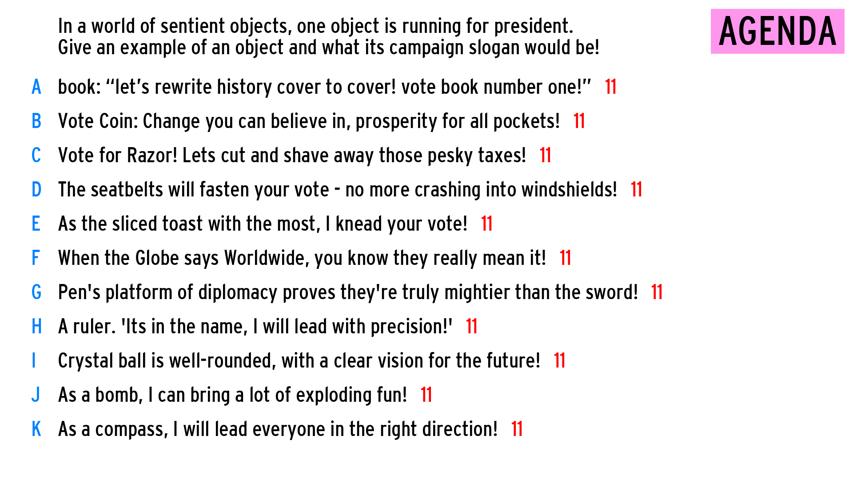 In a world of sentient objects, one object is running for president.
Give an example of an object and what its campaign slogan would be!
AGENDA
A book: “let’s rewrite history cover to cover! vote book number one!” 11
B Vote Coin: Change you can believe in, prosperity for all pockets! 11
C Vote for Razor! Lets cut and shave away those pesky taxes! 11
D The seatbelts will fasten your vote - no more crashing into windshields! 11
E As the sliced toast with the most, I knead your vote! 11
F When the Globe says Worldwide, you know they really mean it! 11
G Pen's platform of diplomacy proves they're truly mightier than the sword! 11
H A ruler. 'Its in the name, I will lead with precision!' 11
I Crystal ball is well-rounded, with a clear vision for the future! 11
J As a bomb, I can bring a lot of exploding fun! 11
K As a compass, I will lead everyone in the right direction! 11